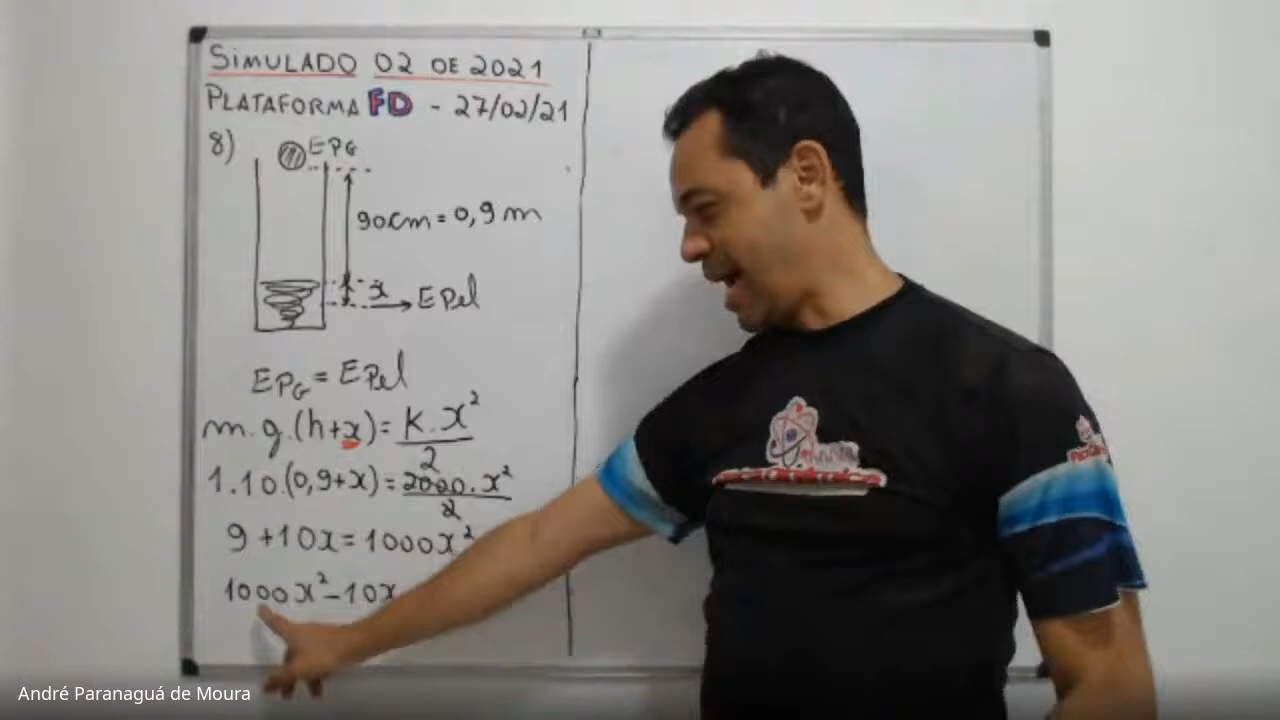 SIMULADO 02 DE 2021
PLATAFORMA FD - 27/02/21
8)
EPG
90cm = 0,9 m
x
EPel
EPG = EPel
m.g.(h+x) = K.x²/2
1.10.(0,9+x) = 2000.x²/2
9 + 10x = 1000x²
1000x² - 10x
André Paranaguá de Moura